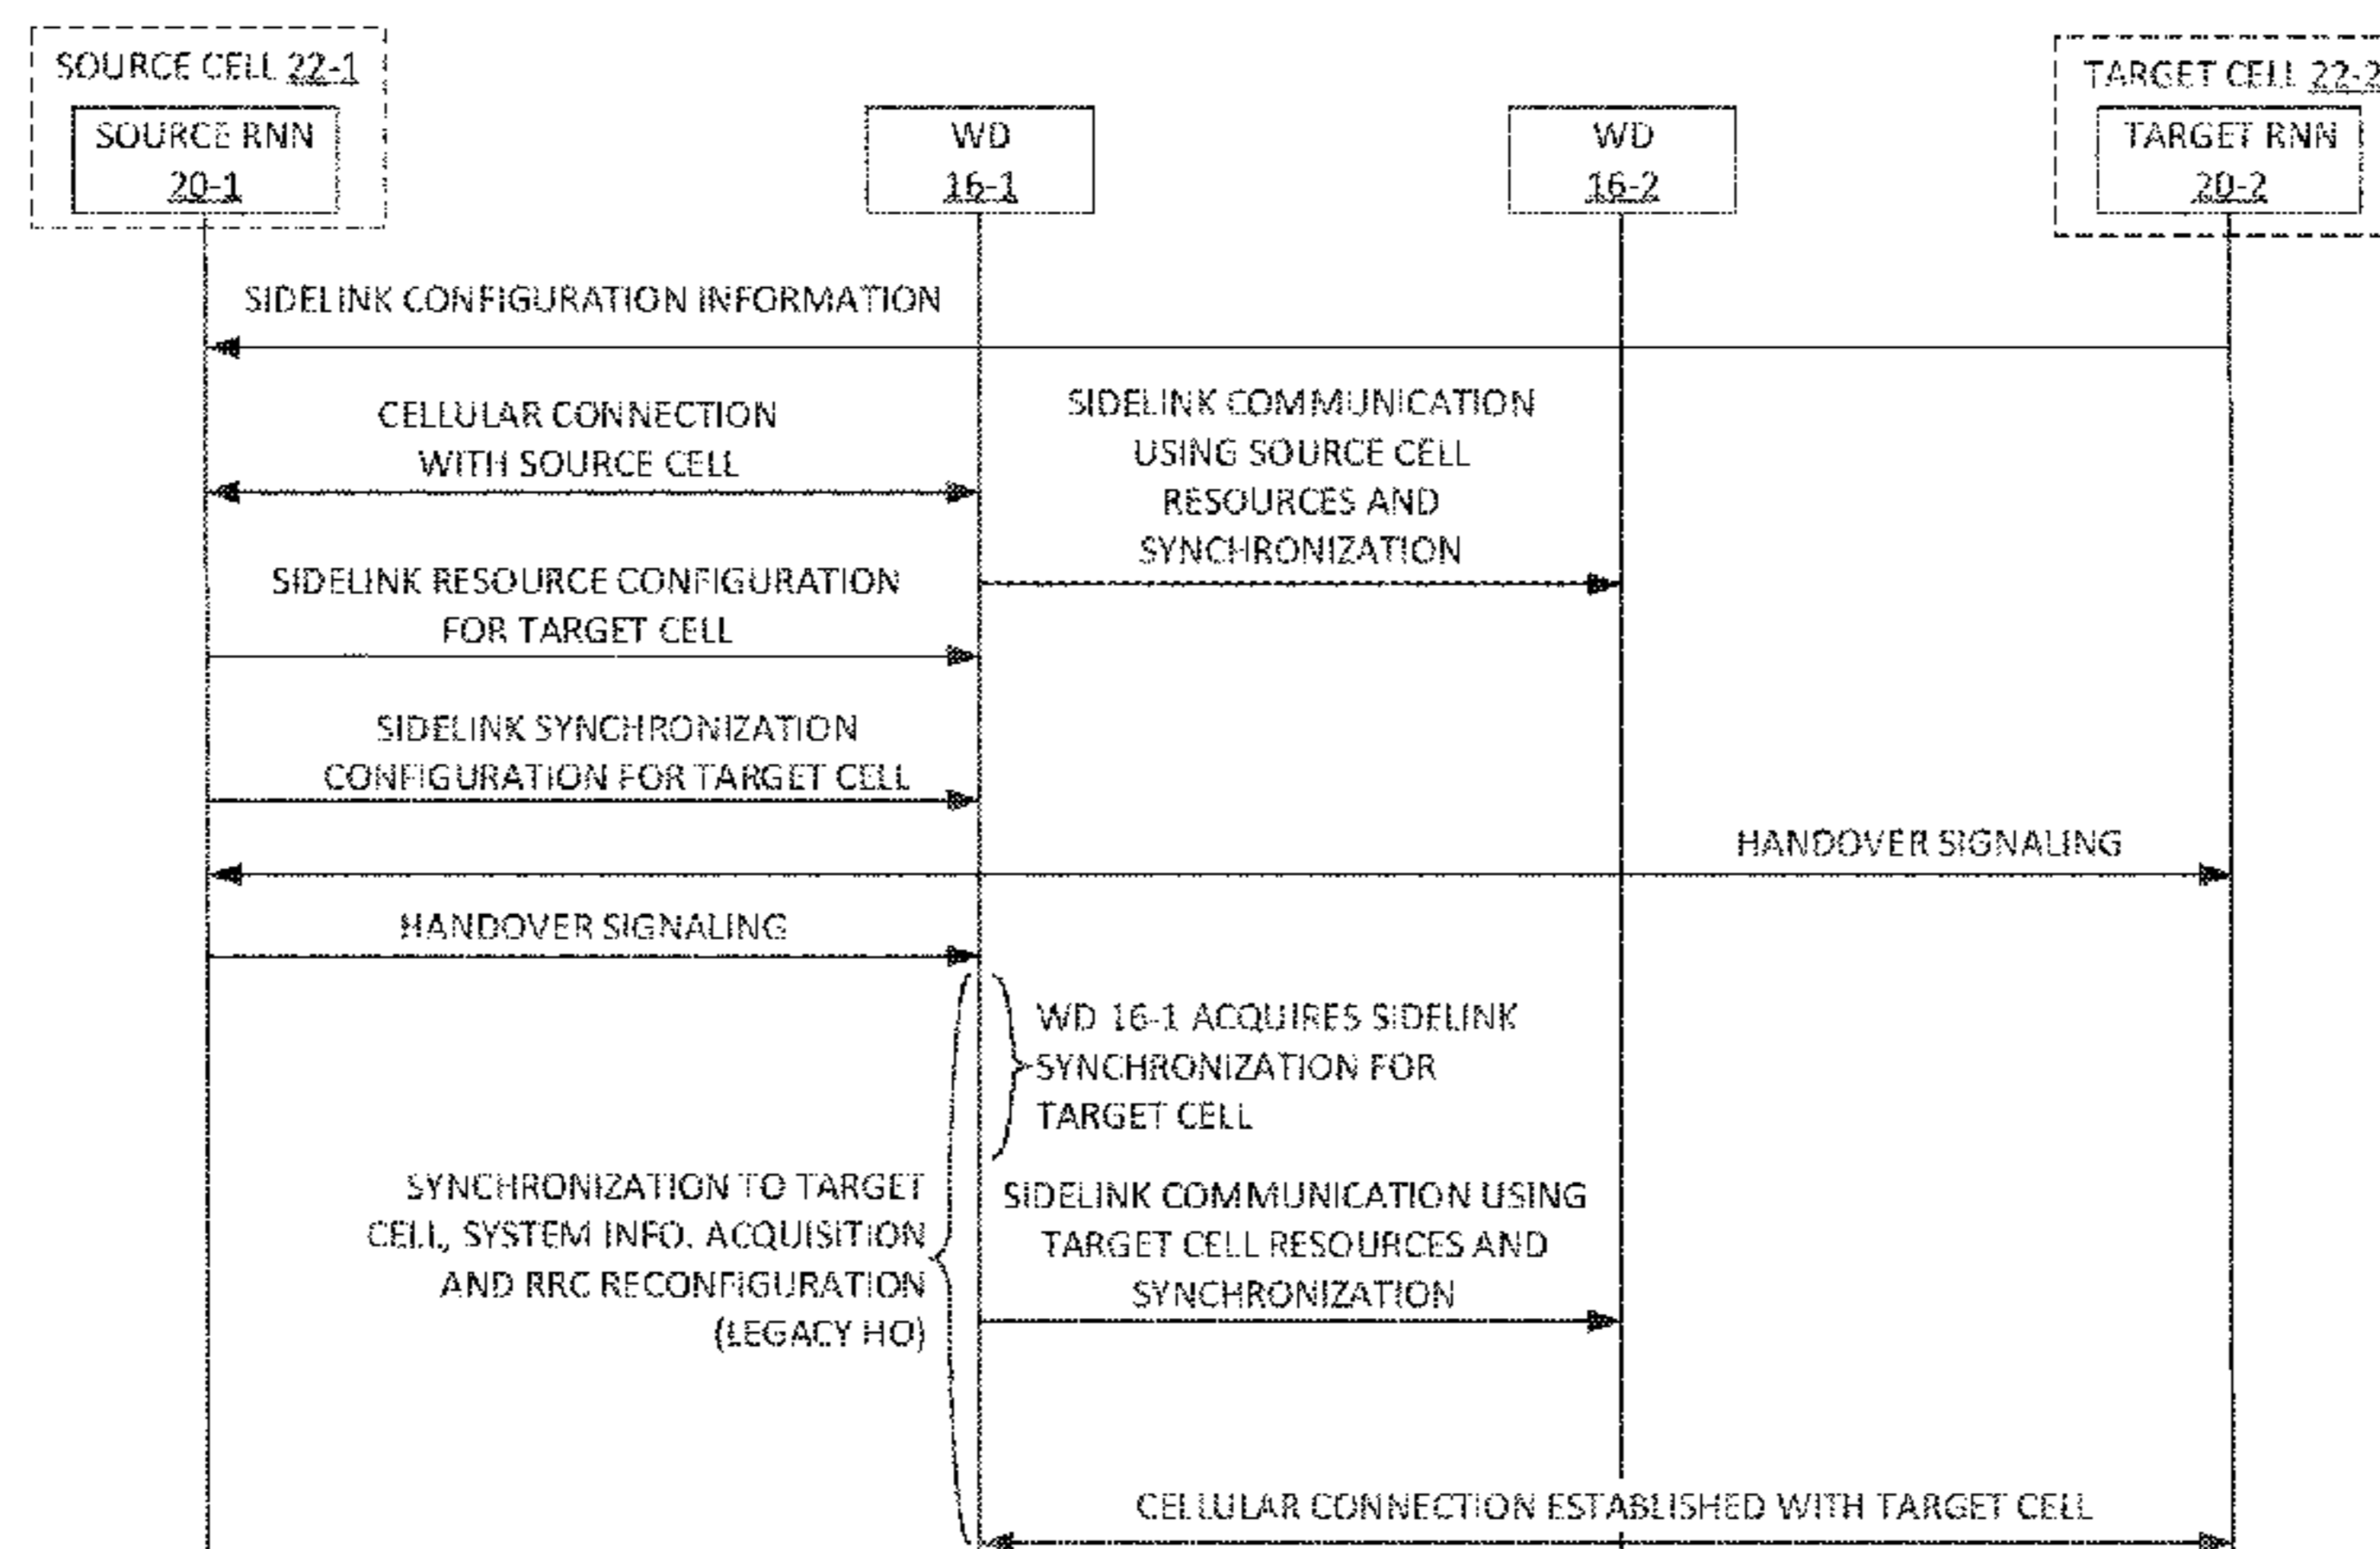 SOURCE CELL 22-1
SOURCE RNN
20-1
WD
16-1
WD
16-2
TARGET CELL 22-2
TARGET RNN
20-2
SIDELINK CONFIGURATION INFORMATION
CELLULAR CONNECTION
WITH SOURCE CELL
SIDELINK COMMUNICATION
USING SOURCE CELL
RESOURCES AND
SYNCHRONIZATION
SIDELINK RESOURCE CONFIGURATION
FOR TARGET CELL
SIDELINK SYNCHRONIZATION
CONFIGURATION FOR TARGET CELL
HANDOVER SIGNALING
HANDOVER SIGNALING
WD 16-1 ACQUIRES SIDELINK
SYNCHRONIZATION FOR
TARGET CELL
SYNCHRONIZATION TO TARGET
CELL, SYSTEM INFO. ACQUISITION
AND RRC RECONFIGURATION
(LEGACY HO)
SIDELINK COMMUNICATION USING
TARGET CELL RESOURCES AND
SYNCHRONIZATION
CELLULAR CONNECTION ESTABLISHED WITH TARGET CELL